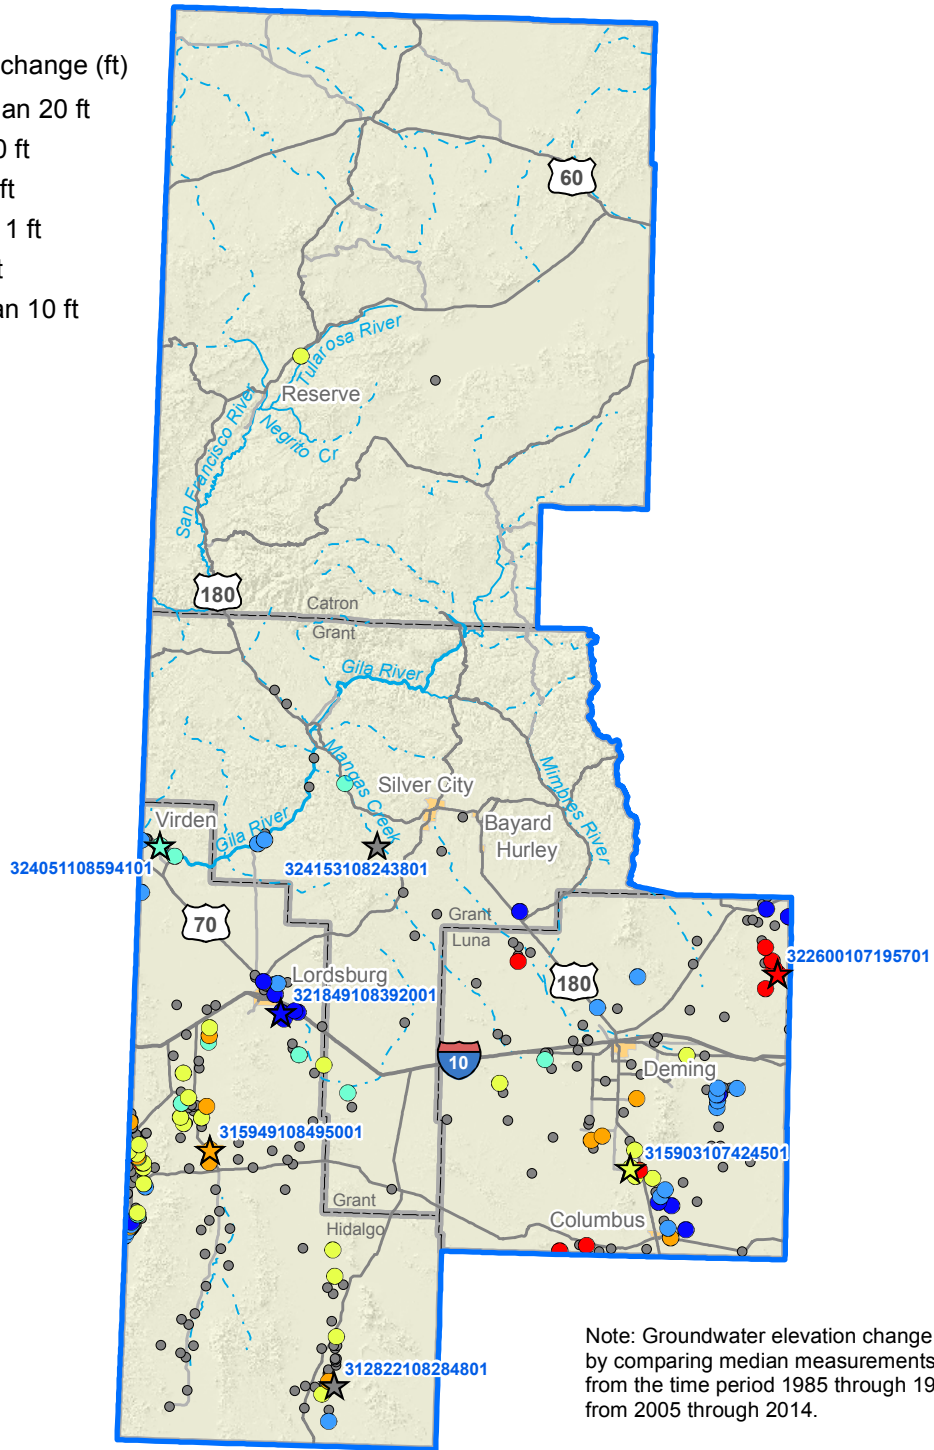 change (ft)
an 20 ft
0 ft
ft
1 ft
t
an 10 ft
60
Tularosa River
Reserve
San Francisco River
Negrito Cr
180
Catron
Grant
Gila River
Mangas Creek
Silver City
Mimbres River
Virden
Gila River
Bayard
Hurley
324051108594101
324153108243801
70
Grant
Luna
322600107195701
Lordsburg
180
321849108392001
10
Deming
315949108495001
315903107424501
Grant
Hidalgo
Columbus
312822108284801
Note: Groundwater elevation change
by comparing median measurements
from the time period 1985 through 19
from 2005 through 2014.